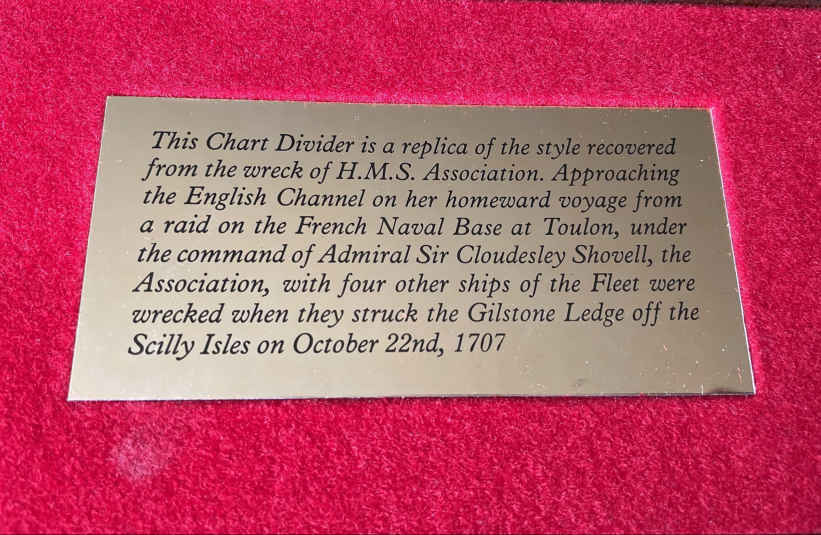 This Chart Divider is a replica of the style recovered
from the wreck of H.M.S. Association. Approaching
the English Channel on her homeward voyage from
a raid on the French Naval Base at Toulon, under
the command of Admiral Sir Cloudesley Shovell, the
Association, with four other ships of the Fleet were
wrecked when they struck the Gilstone Ledge off the
Scilly Isles on October 22nd, 1707